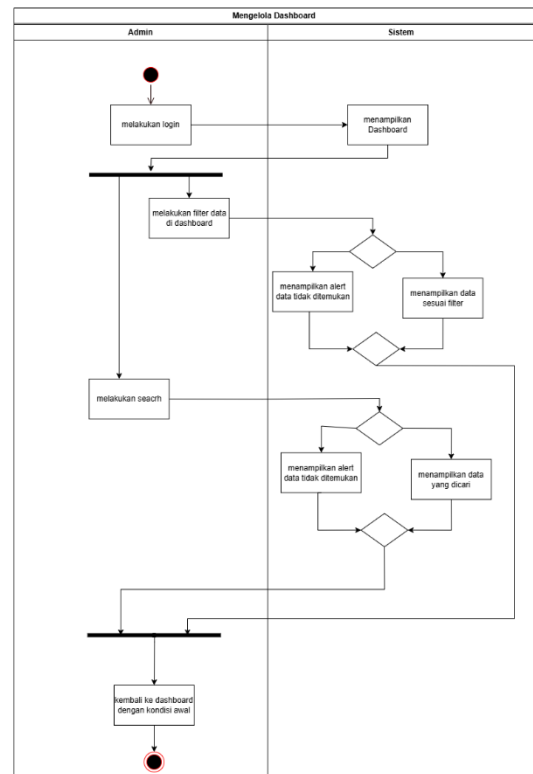 Mengelola Dashboard
Admin
Sistem
melakukan login
menampilkan
Dashboard
melakukan filter data
di dashboard
menampilkan alert
data tidak ditemukan
menampilkan data
sesuai filter
melakukan seacrh
menampilkan alert
data tidak ditemukan
menampilkan data
yang dicari
kembali ke dashboard
dengan kondisi awal